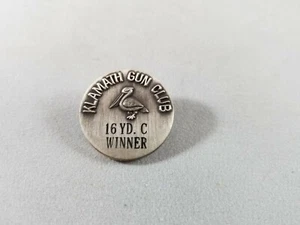 KLAMATH GUN CLUB
16 YD. C
WINNER